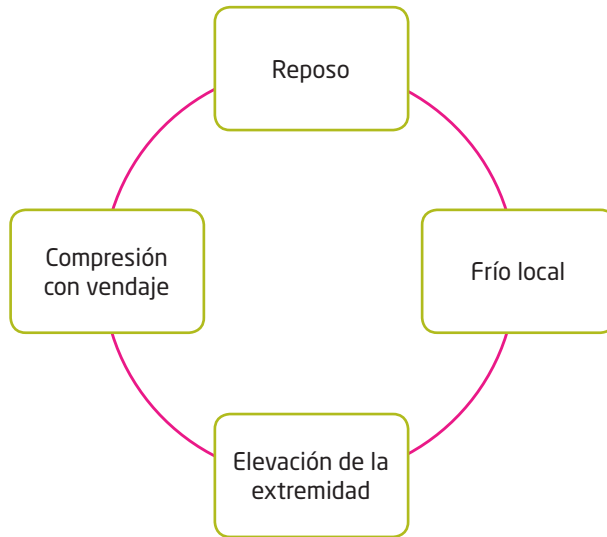 Reposo
Compresión
con vendaje
Frío local
Elevación de la
extremidad